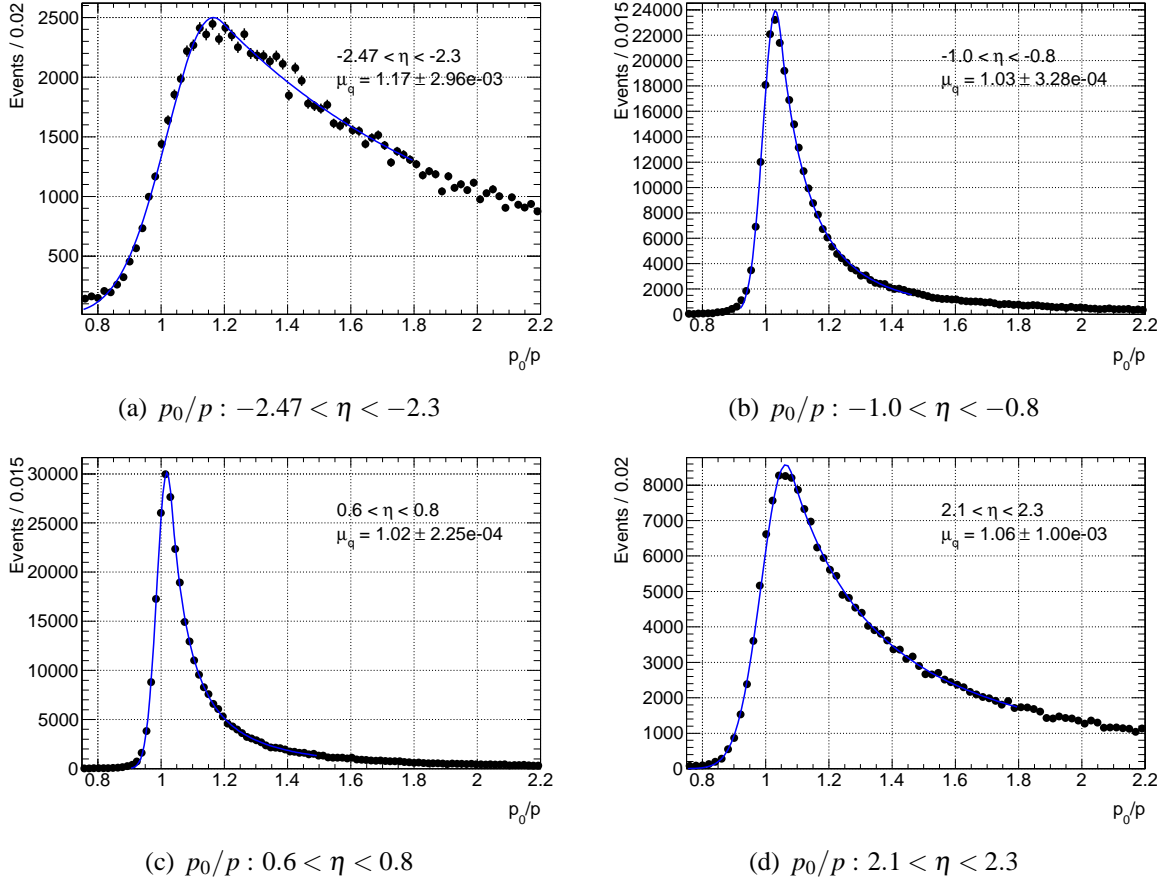 Events / 0.02
2500
2000
1500
1000
500
-2.47 < η < -2.3
μq = 1.17 ± 2.96e-03
0.8 1 1.2 1.4 1.6 1.8 2 2.2
p0/p
(a) p0/p : −2.47 < η < −2.3
Events / 0.015
24000
22000
20000
18000
16000
14000
12000
10000
8000
6000
4000
2000
0
-1.0 < η < -0.8
μq = 1.03 ± 3.28e-04
0.8 1 1.2 1.4 1.6 1.8 2 2.2
p0/p
(b) p0/p : −1.0 < η < −0.8
Events / 0.015
30000
25000
20000
15000
10000
5000
0
0.6 < η < 0.8
μq = 1.02 ± 2.25e-04
0.8 1 1.2 1.4 1.6 1.8 2 2.2
p0/p
(c) p0/p : 0.6 < η < 0.8
Events / 0.02
8000
7000
6000
5000
4000
3000
2000
1000
0
2.1 < η < 2.3
μq = 1.06 ± 1.00e-03
0.8 1 1.2 1.4 1.6 1.8 2 2.2
p0/p
(d) p0/p : 2.1 < η < 2.3